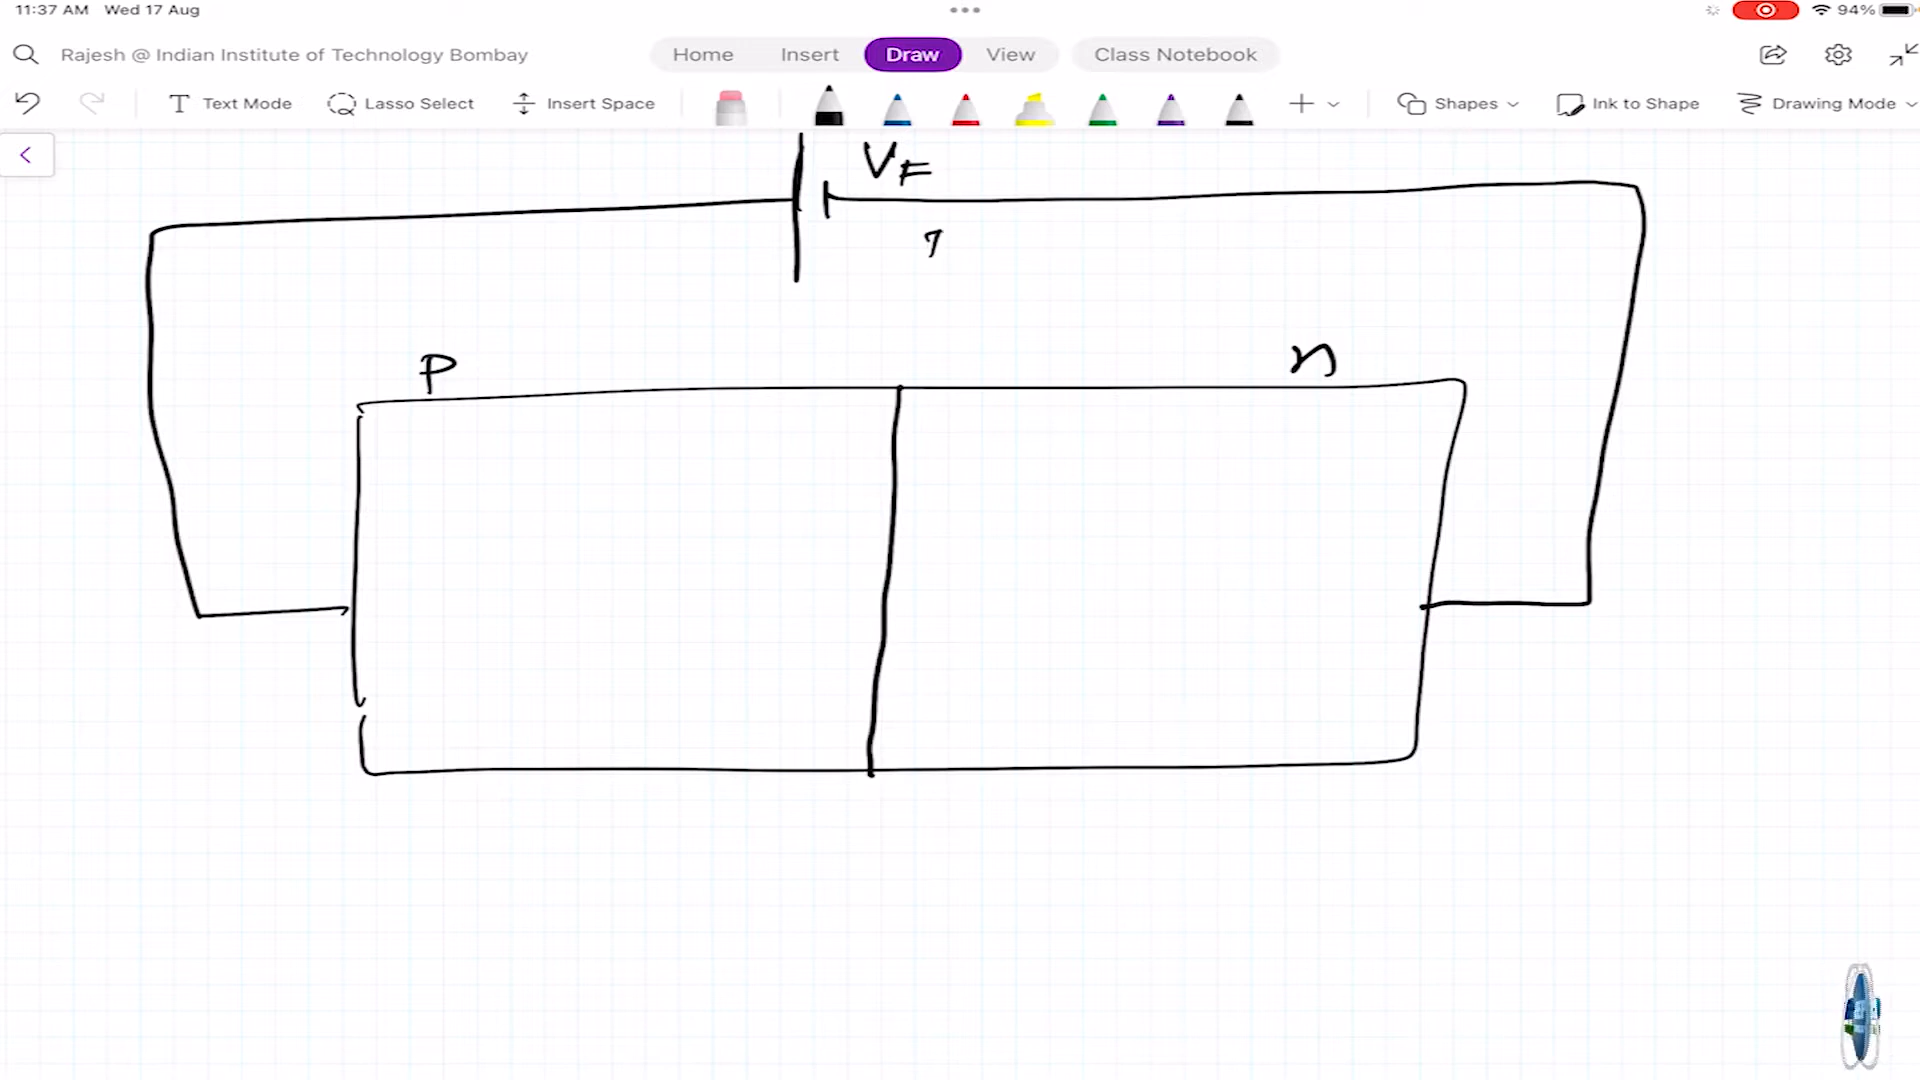 11:37 AM Wed 17 Aug
94%
Rajesh @ Indian Institute of Technology Bombay
Home Insert Draw View Class Notebook
Text Mode Lasso Select Insert Space Shapes Ink to Shape Drawing Mode
VF
P
n